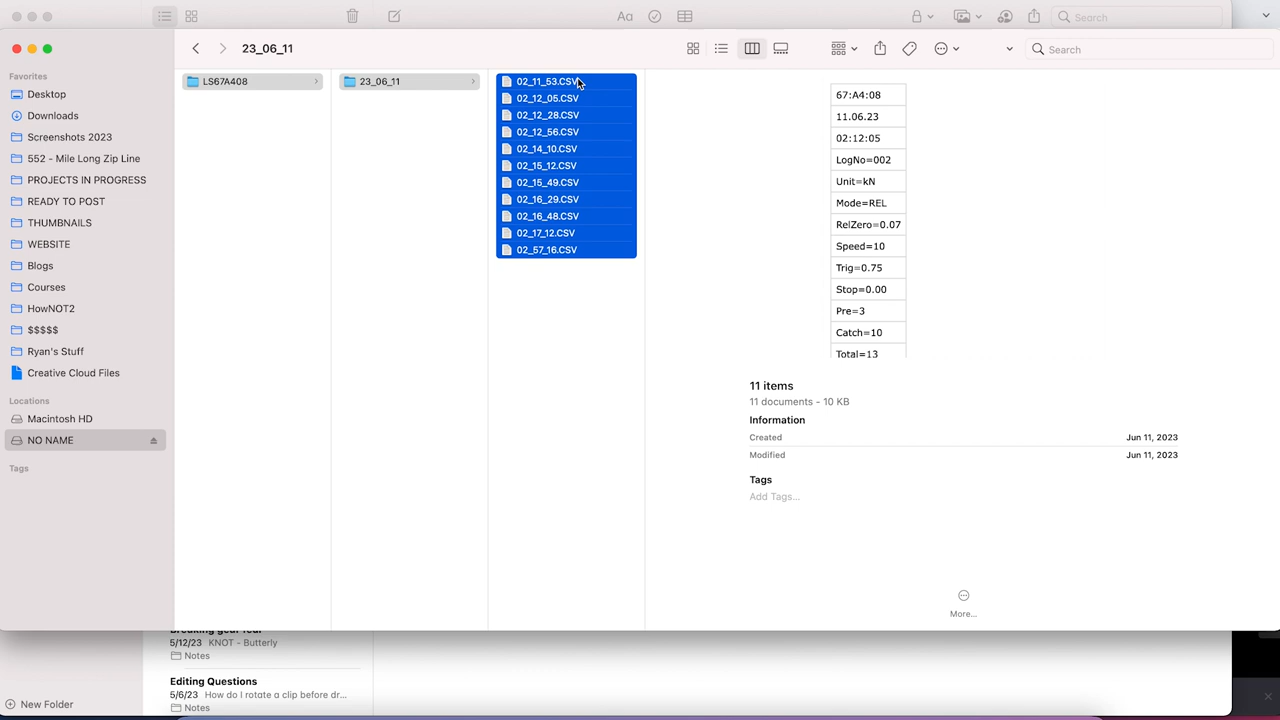 Aa
Search
23_06_11
Search
Favorites
Desktop
Downloads
Screenshots 2023
552 - Mile Long Zip Line
PROJECTS IN PROGRESS
READY TO POST
THUMBNAILS
WEBSITE
Blogs
Courses
HowNOT2
$$$$$
Ryan's Stuff
Creative Cloud Files
Locations
Macintosh HD
NO NAME
Tags
LS67A408
23_06_11
02_11_53.CSV
02_12_05.CSV
02_12_28.CSV
02_12_56.CSV
02_14_10.CSV
02_15_12.CSV
02_15_49.CSV
02_16_29.CSV
02_16_48.CSV
02_17_12.CSV
02_57_16.CSV
67:A4:08
11.06.23
02:12:05
LogNo=002
Unit=kN
Mode=REL
RelZero=0.07
Speed=10
Trig=0.75
Stop=0.00
Pre=3
Catch=10
Total=13
11 items
11 documents - 10 KB
Information
Created Jun 11, 2023
Modified Jun 11, 2023
Tags
Add Tags...
More...
Breaking gear fear
5/12/23 KNOT - Butterly
Notes
Editing Questions
5/6/23 How do I rotate a clip before dr...
Notes
New Folder